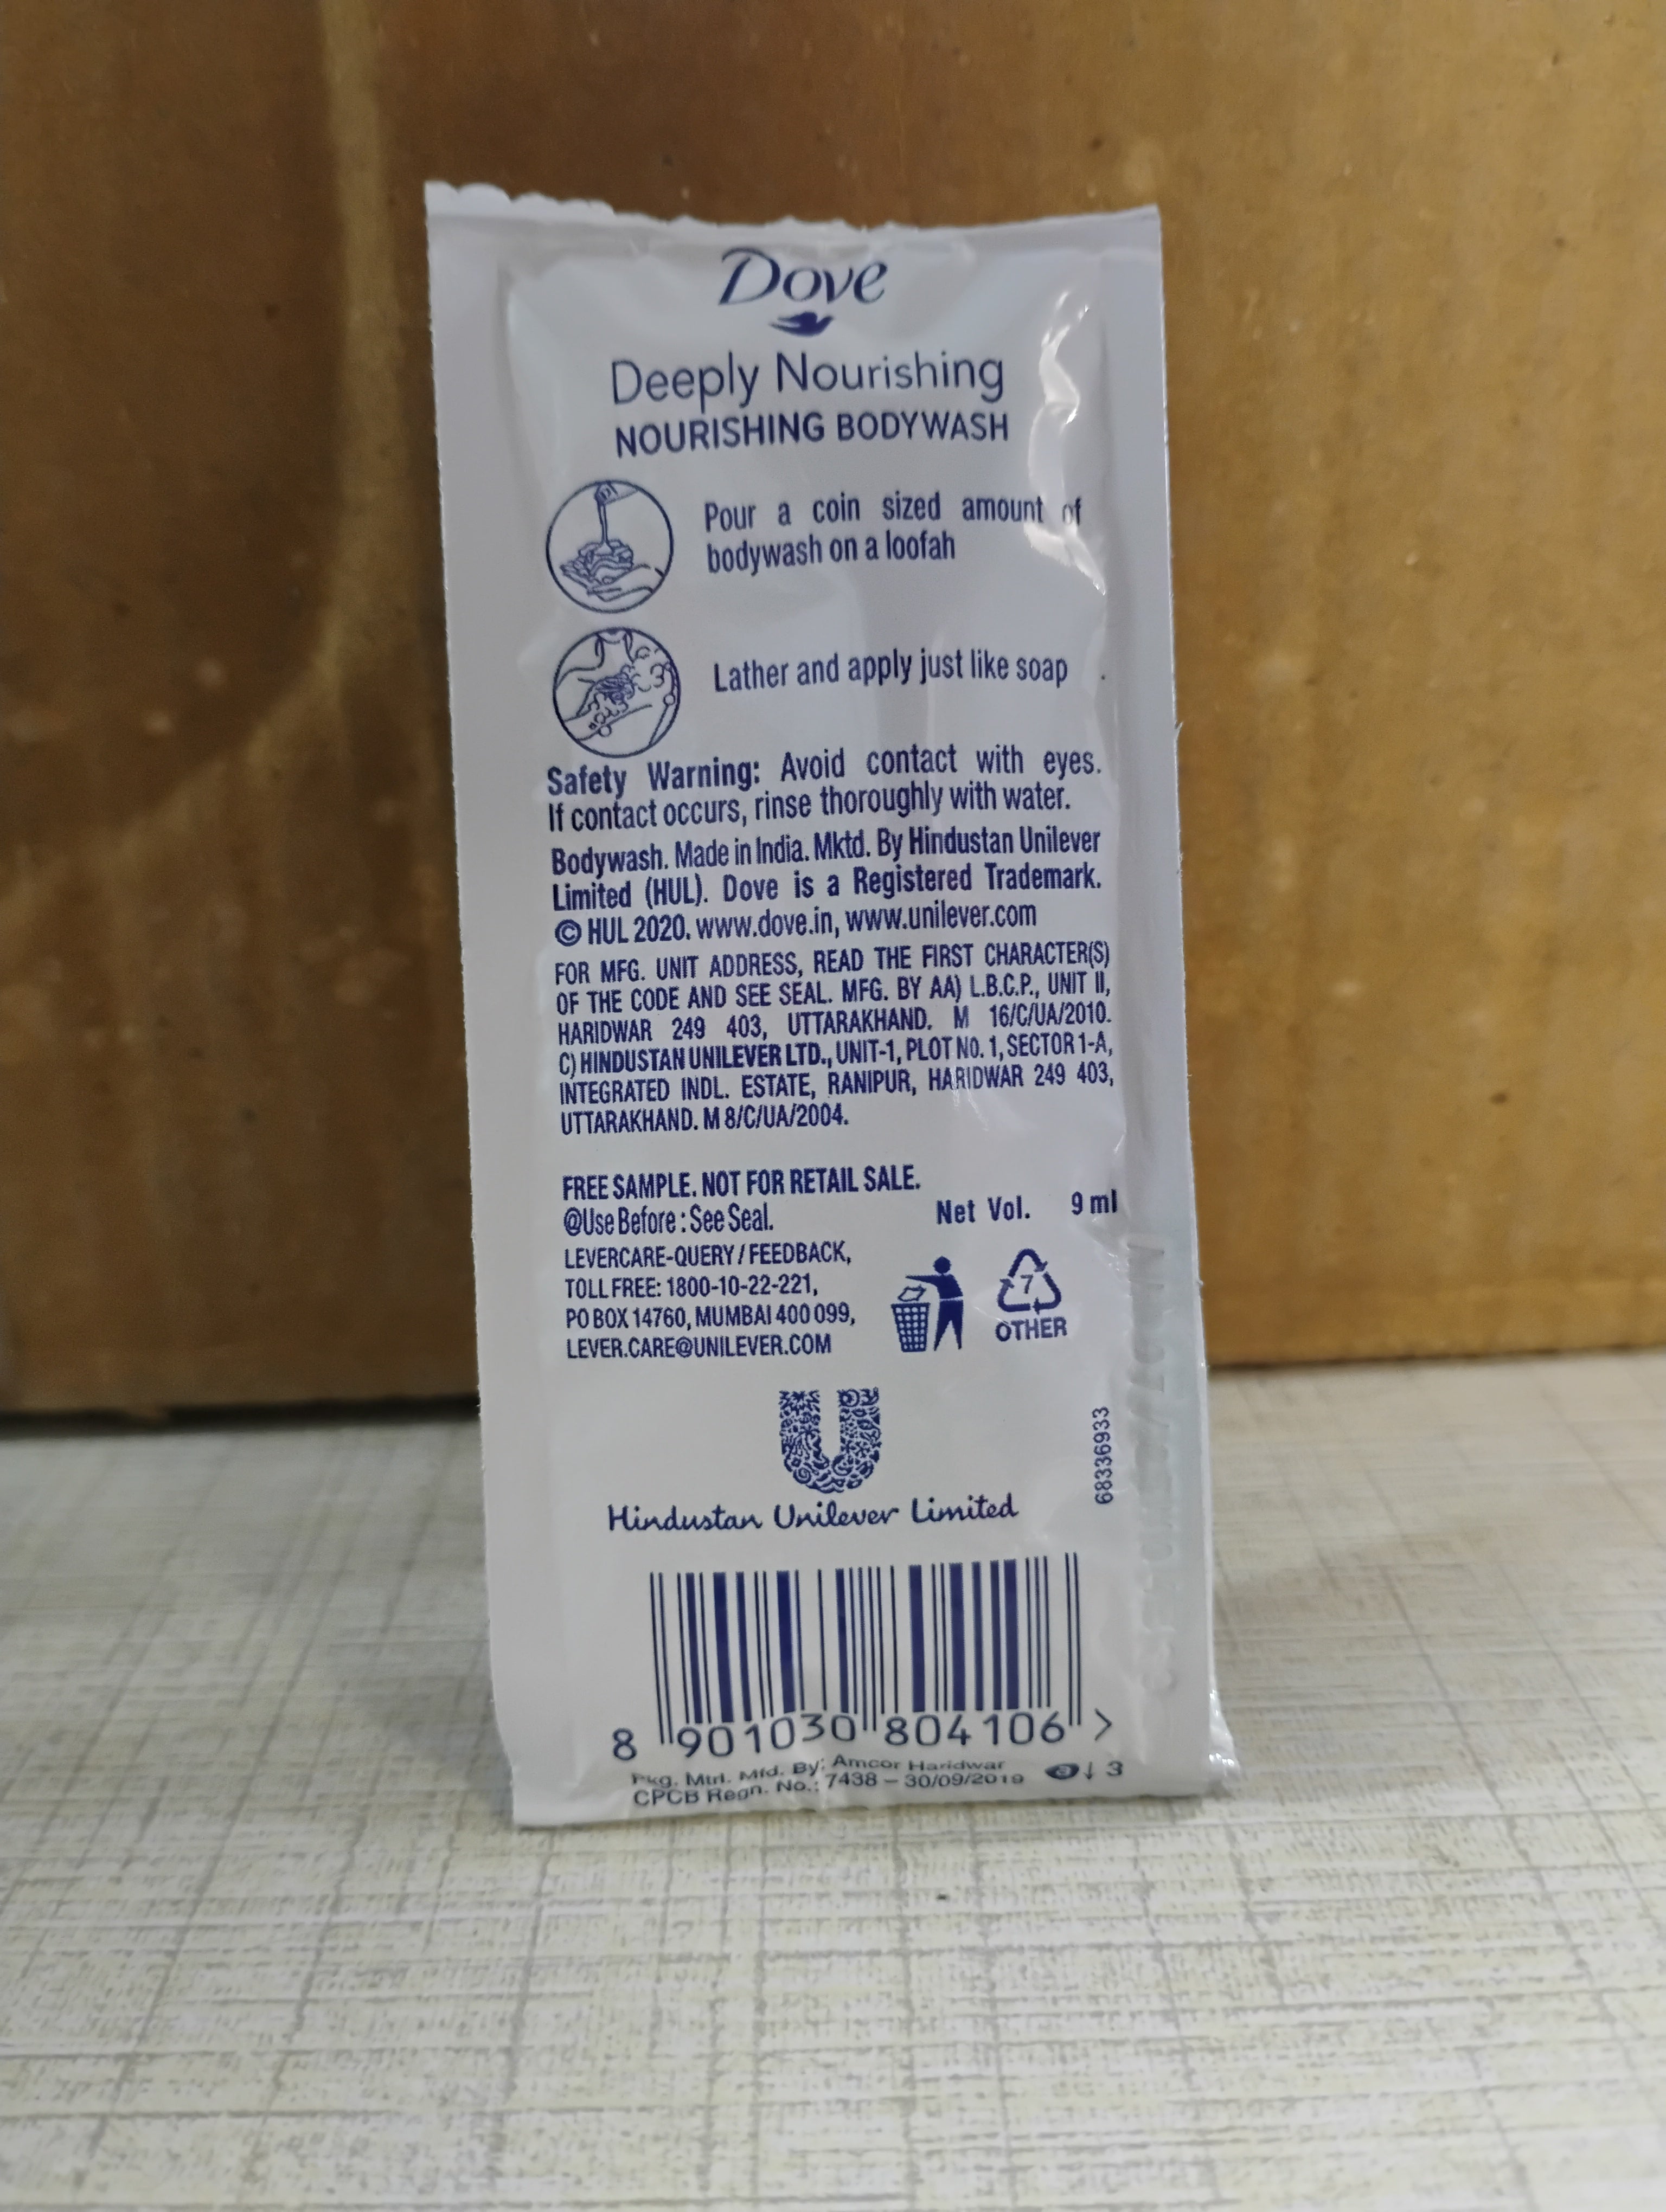 Dove
Deeply Nourishing
NOURISHING BODYWASH
Pour a coin sized amount of
bodywash on a loofah
Lather and apply just like soap
Safety Warning: Avoid contact with eyes.
If contact occurs, rinse thoroughly with water.
Bodywash. Made in India. Mktd. By Hindustan Unilever
Limited (HUL). Dove is a Registered Trademark.
© HUL 2020. www.dove.in, www.unilever.com
FOR MFG. UNIT ADDRESS, READ THE FIRST CHARACTER(S)
OF THE CODE AND SEE SEAL. MFG. BY AA) L.B.C.P., UNIT II,
HARIDWAR 249 403, UTTARAKHAND. M 16/C/UA/2010.
C) HINDUSTAN UNILEVER LTD., UNIT-1, PLOT NO. 1, SECTOR 1-A,
INTEGRATED INDL. ESTATE, RANIPUR, HARIDWAR 249 403,
UTTARAKHAND. M 8/C/UA/2004.
FREE SAMPLE. NOT FOR RETAIL SALE.
@Use Before : See Seal.
Net Vol. 9 ml
LEVERCARE-QUERY / FEEDBACK,
TOLL FREE: 1800-10-22-221,
PO BOX 14760, MUMBAI 400 099,
LEVER.CARE@UNILEVER.COM
7
OTHER
68336933
Hindustan Unilever Limited
8 901030 804106 >
Pkg. Mtrl. Mfd. By: Amcor Haridwar
CPCB Regn. No.: 7438 – 30/09/2019
3